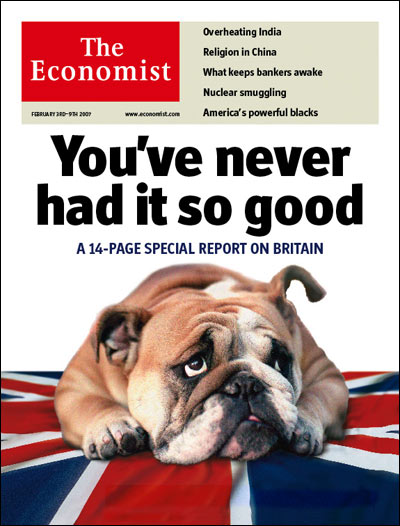 The
Economist
FEBRUARY 3RD–9TH 2007
www.economist.com
Overheating India
Religion in China
What keeps bankers awake
Nuclear smuggling
America's powerful blacks
You've never
had it so good
A 14-PAGE SPECIAL REPORT ON BRITAIN